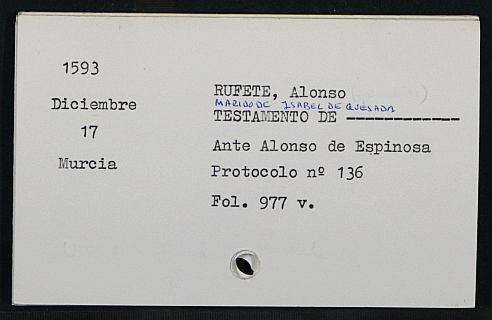 1593
Diciembre
17
Murcia
RUFETE, Alonso
MARIDO DE ISABEL DE QUESADA
TESTAMENTO DE ------------
Ante Alonso de Espinosa
Protocolo nº 136
Fol. 977 v.